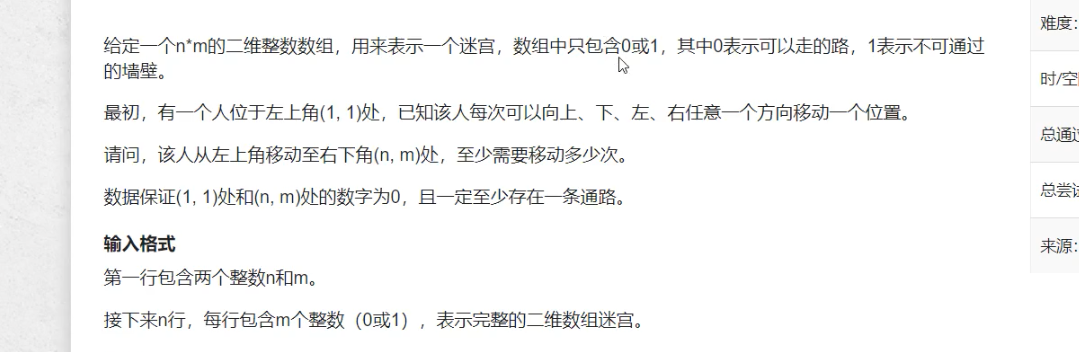 给定一个n*m的二维整数数组，用来表示一个迷宫，数组中只包含0或1，其中0表示可以走的路，1表示不可通过
的墙壁。
最初，有一个人位于左上角(1, 1)处，已知该人每次可以向上、下、左、右任意一个方向移动一个位置。
请问，该人从左上角移动至右下角(n, m)处，至少需要移动多少次。
数据保证(1, 1)处和(n, m)处的数字为0，且一定至少存在一条通路。
输入格式
第一行包含两个整数n和m。
接下来n行，每行包含m个整数（0或1），表示完整的二维数组迷宫。
难度：
时/空
总通过
总尝试
来源：